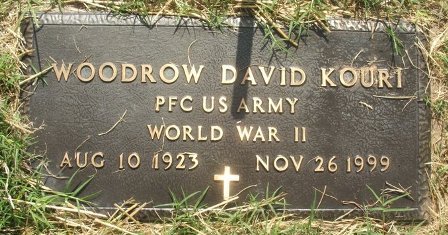 WOODROW DAVID KOURI
PFC US ARMY
WORLD WAR II
AUG 10 1923 NOV 26 1999